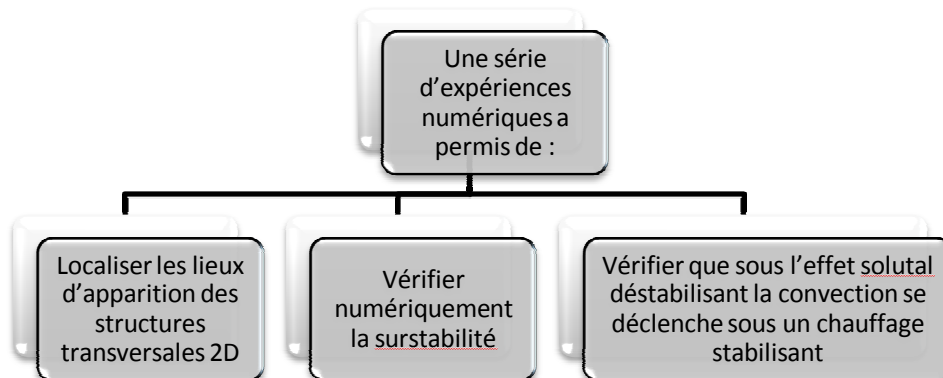 Une série
d’expériences
numériques a
permis de :
Localiser les lieux
d’apparition des
structures
transversales 2D
Vérifier
numériquement
la surstabilité
Vérifier que sous l’effet solutal
déstabilisant la convection se
déclenche sous un chauffage
stabilisant